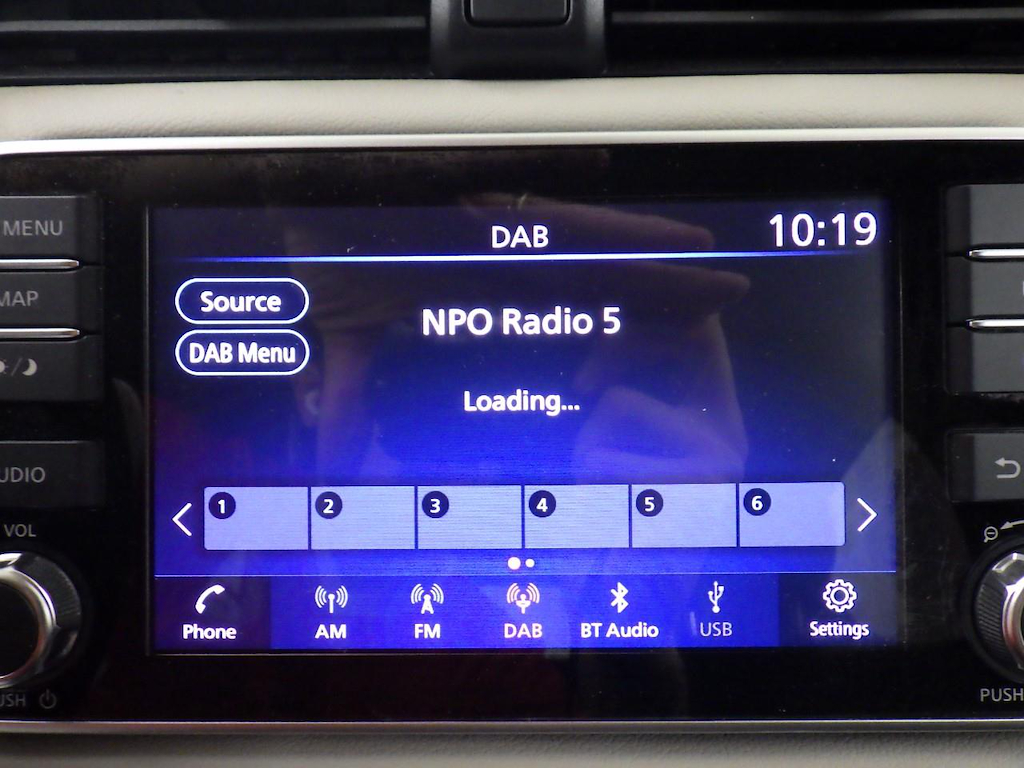 MENU
MAP
UDIO
VOL
USH
DAB
10:19
Source
DAB Menu
NPO Radio 5
Loading...
1 2 3 4 5 6
Phone AM FM DAB BT Audio USB Settings
PUSH